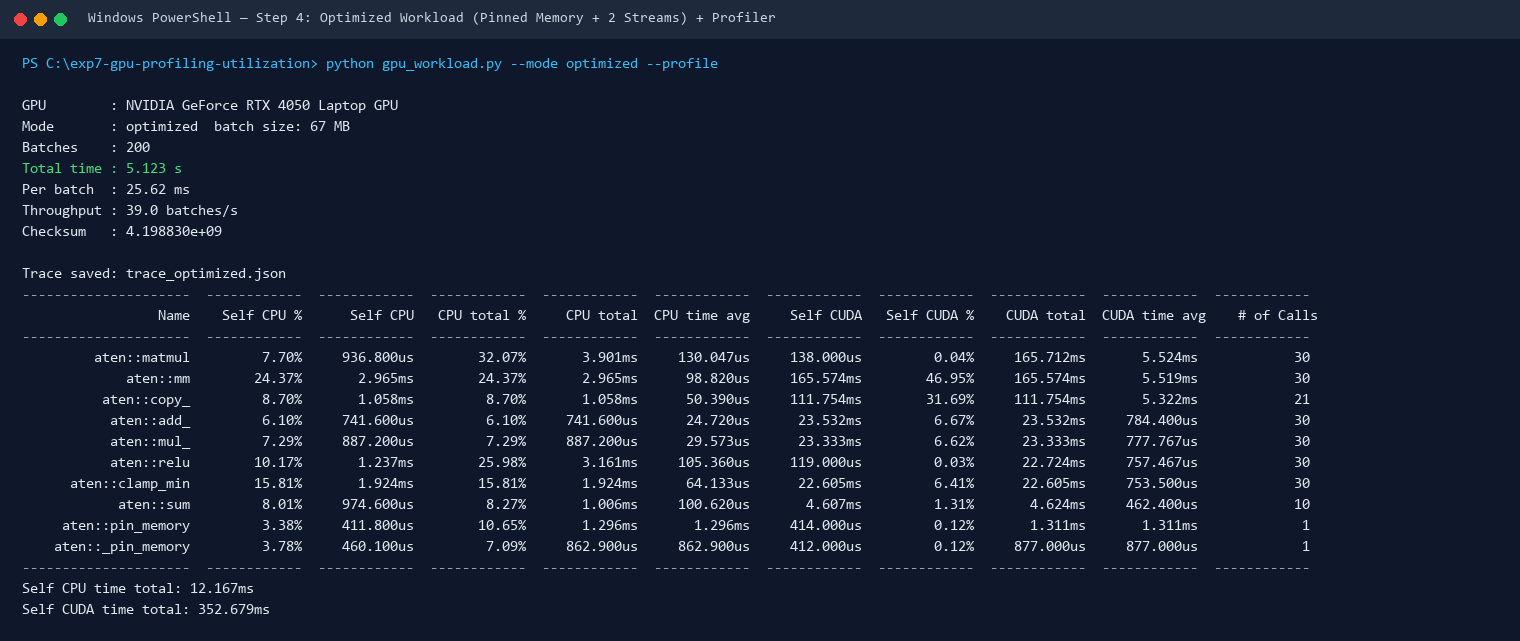 Windows PowerShell — Step 4: Optimized Workload (Pinned Memory + 2 Streams) + Profiler
PS C:\exp7-gpu-profiling-utilization> python gpu_workload.py --mode optimized --profile
GPU        : NVIDIA GeForce RTX 4050 Laptop GPU
Mode       : optimized  batch size: 67 MB
Batches    : 200
Total time : 5.123 s
Per batch  : 25.62 ms
Throughput : 39.0 batches/s
Checksum   : 4.198830e+09
Trace saved: trace_optimized.json
---------------------  ------------  ------------  ------------  ------------  ------------  ------------  ------------  ------------  ------------  ------------
Name    Self CPU %      Self CPU   CPU total %     CPU total  CPU time avg     Self CUDA   Self CUDA %    CUDA total  CUDA time avg    # of Calls
---------------------  ------------  ------------  ------------  ------------  ------------  ------------  ------------  ------------  ------------  ------------
aten::matmul         7.70%     936.800us        32.07%       3.901ms     130.047us     138.000us         0.04%     165.712ms       5.524ms            30
aten::mm        24.37%       2.965ms        24.37%       2.965ms      98.820us     165.574ms        46.95%     165.574ms       5.519ms            30
aten::copy_         8.70%       1.058ms         8.70%       1.058ms      50.390us     111.754ms        31.69%     111.754ms       5.322ms            21
aten::add_         6.10%     741.600us         6.10%     741.600us      24.720us      23.532ms         6.67%      23.532ms     784.400us            30
aten::mul_         7.29%     887.200us         7.29%     887.200us      29.573us      23.333ms         6.62%      23.333ms     777.767us            30
aten::relu        10.17%       1.237ms        25.98%       3.161ms     105.360us     119.000us         0.03%      22.724ms     757.467us            30
aten::clamp_min        15.81%       1.924ms        15.81%       1.924ms      64.133us      22.605ms         6.41%      22.605ms     753.500us            30
aten::sum         8.01%     974.600us         8.27%       1.006ms     100.620us       4.607ms         1.31%       4.624ms     462.400us            10
aten::pin_memory         3.38%     411.800us        10.65%       1.296ms       1.296ms     414.000us         0.12%       1.311ms       1.311ms             1
aten::_pin_memory         3.78%     460.100us         7.09%     862.900us     862.900us     412.000us         0.12%     877.000us     877.000us             1
---------------------  ------------  ------------  ------------  ------------  ------------  ------------  ------------  ------------  ------------  ------------
Self CPU time total: 12.167ms
Self CUDA time total: 352.679ms